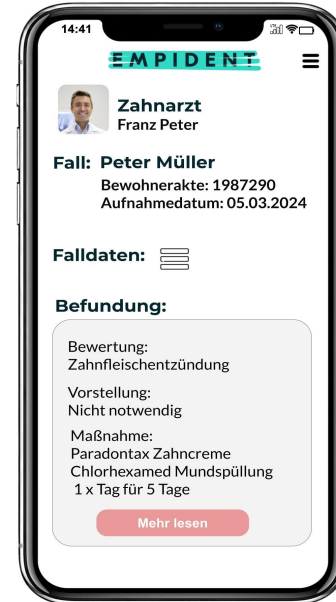 14:41
EMPIDENT
Zahnarzt
Franz Peter
Fall: Peter Müller
Bewohnerakte: 1987290
Aufnahmedatum: 05.03.2024
Falldaten:
Befundung:
Bewertung:
Zahnfleischentzündung
Vorstellung:
Nicht notwendig
Maßnahme:
Paradontax Zahncreme
Chlorhexamed Mundspüllung
1 x Tag für 5 Tage
Mehr lesen